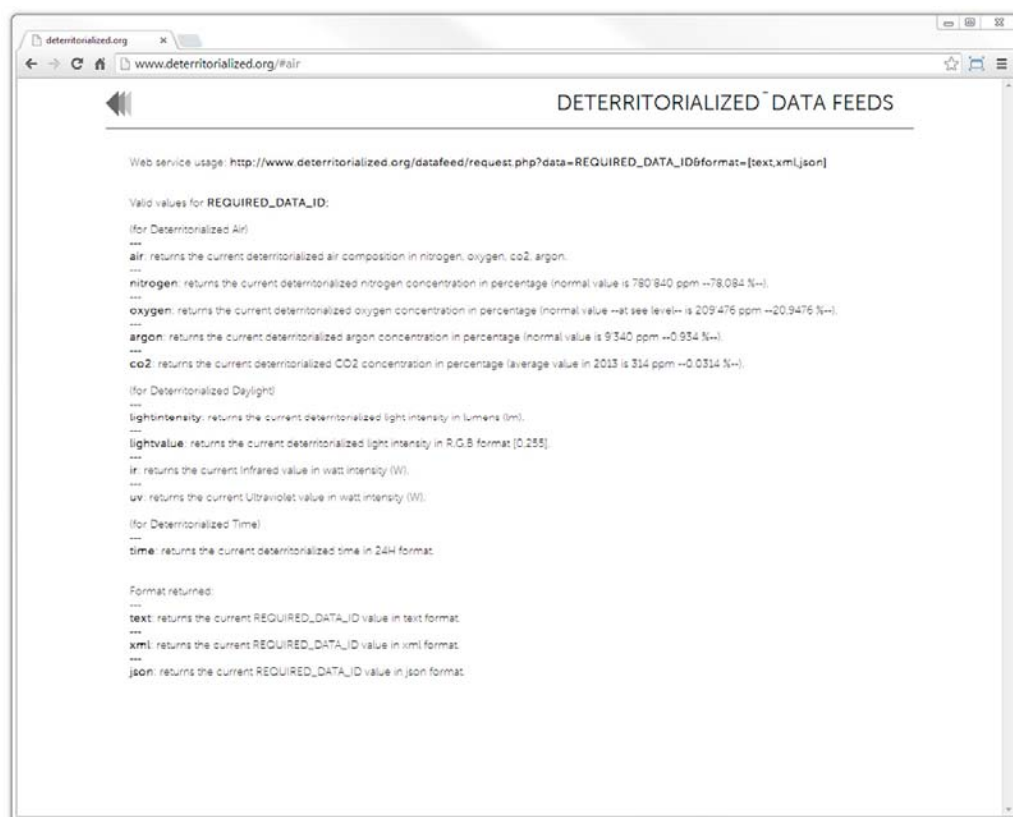 deterritorialized.org
www.deterritorialized.org/#air
DETERRITORIALIZED¯DATA FEEDS
Web service usage: http://www.deterritorialized.org/datafeed/request.php?data=REQUIRED_DATA_ID&format=[text,xml,json]
Valid values for REQUIRED_DATA_ID:
(for Deterritorialized Air)
---
air: returns the current deterritorialized air composition in nitrogen, oxygen, co2, argon.
---
nitrogen: returns the current deterritorialized nitrogen concentration in percentage (normal value is 780'840 ppm --78,084 %--).
---
oxygen: returns the current deterritorialized oxygen concentration in percentage (normal value --at see level-- is 209'476 ppm --20,9476 %--).
---
argon: returns the current deterritorialized argon concentration in percentage (normal value is 9'340 ppm --0,934 %--).
---
co2: returns the current deterritorialized CO2 concentration in percentage (average value in 2013 is 314 ppm --0,0314 %--).
(for Deterritorialized Daylight)
---
lightintensity: returns the current deterritorialized light intensity in lumens (lm).
---
lightvalue: returns the current deterritorialized light intensity in R,G,B format [0,255].
---
ir: returns the current Infrared value in watt intensity (W).
---
uv: returns the current Ultraviolet value in watt intensity (W).
(for Deterritorialized Time)
---
time: returns the current deterritorialized time in 24H format.
Format returned:
---
text: returns the current REQUIRED_DATA_ID value in text format.
---
xml: returns the current REQUIRED_DATA_ID value in xml format.
---
json: returns the current REQUIRED_DATA_ID value in json format.